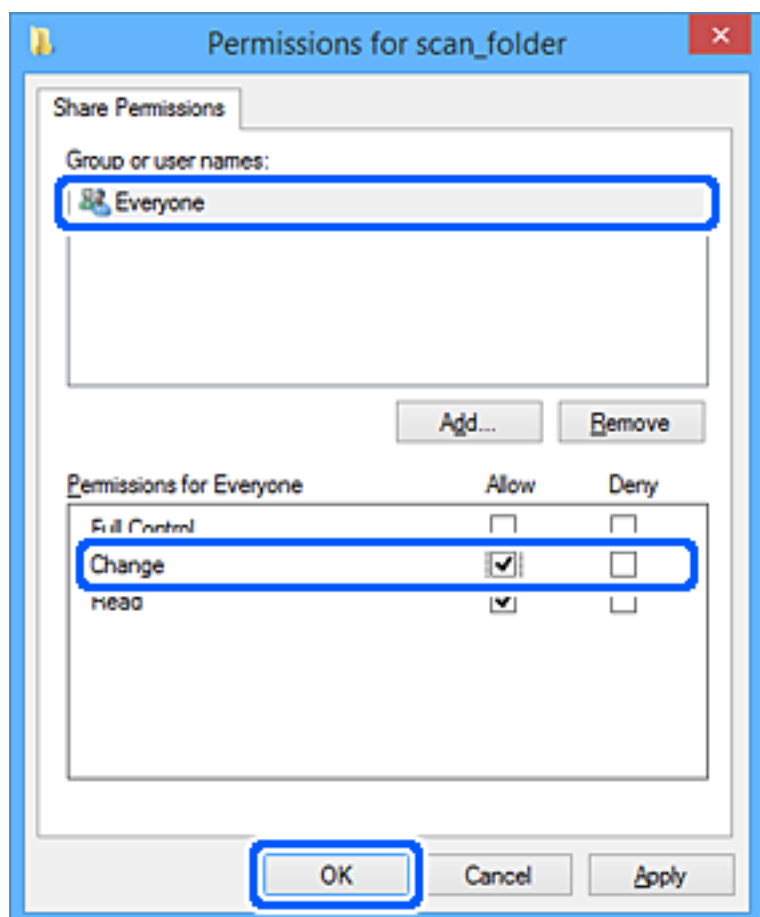 Permissions for scan_folder
Share Permissions
Group or user names:
Everyone
Add... Remove
Permissions for Everyone Allow Deny
Full Control
Change
Read
OK Cancel Apply